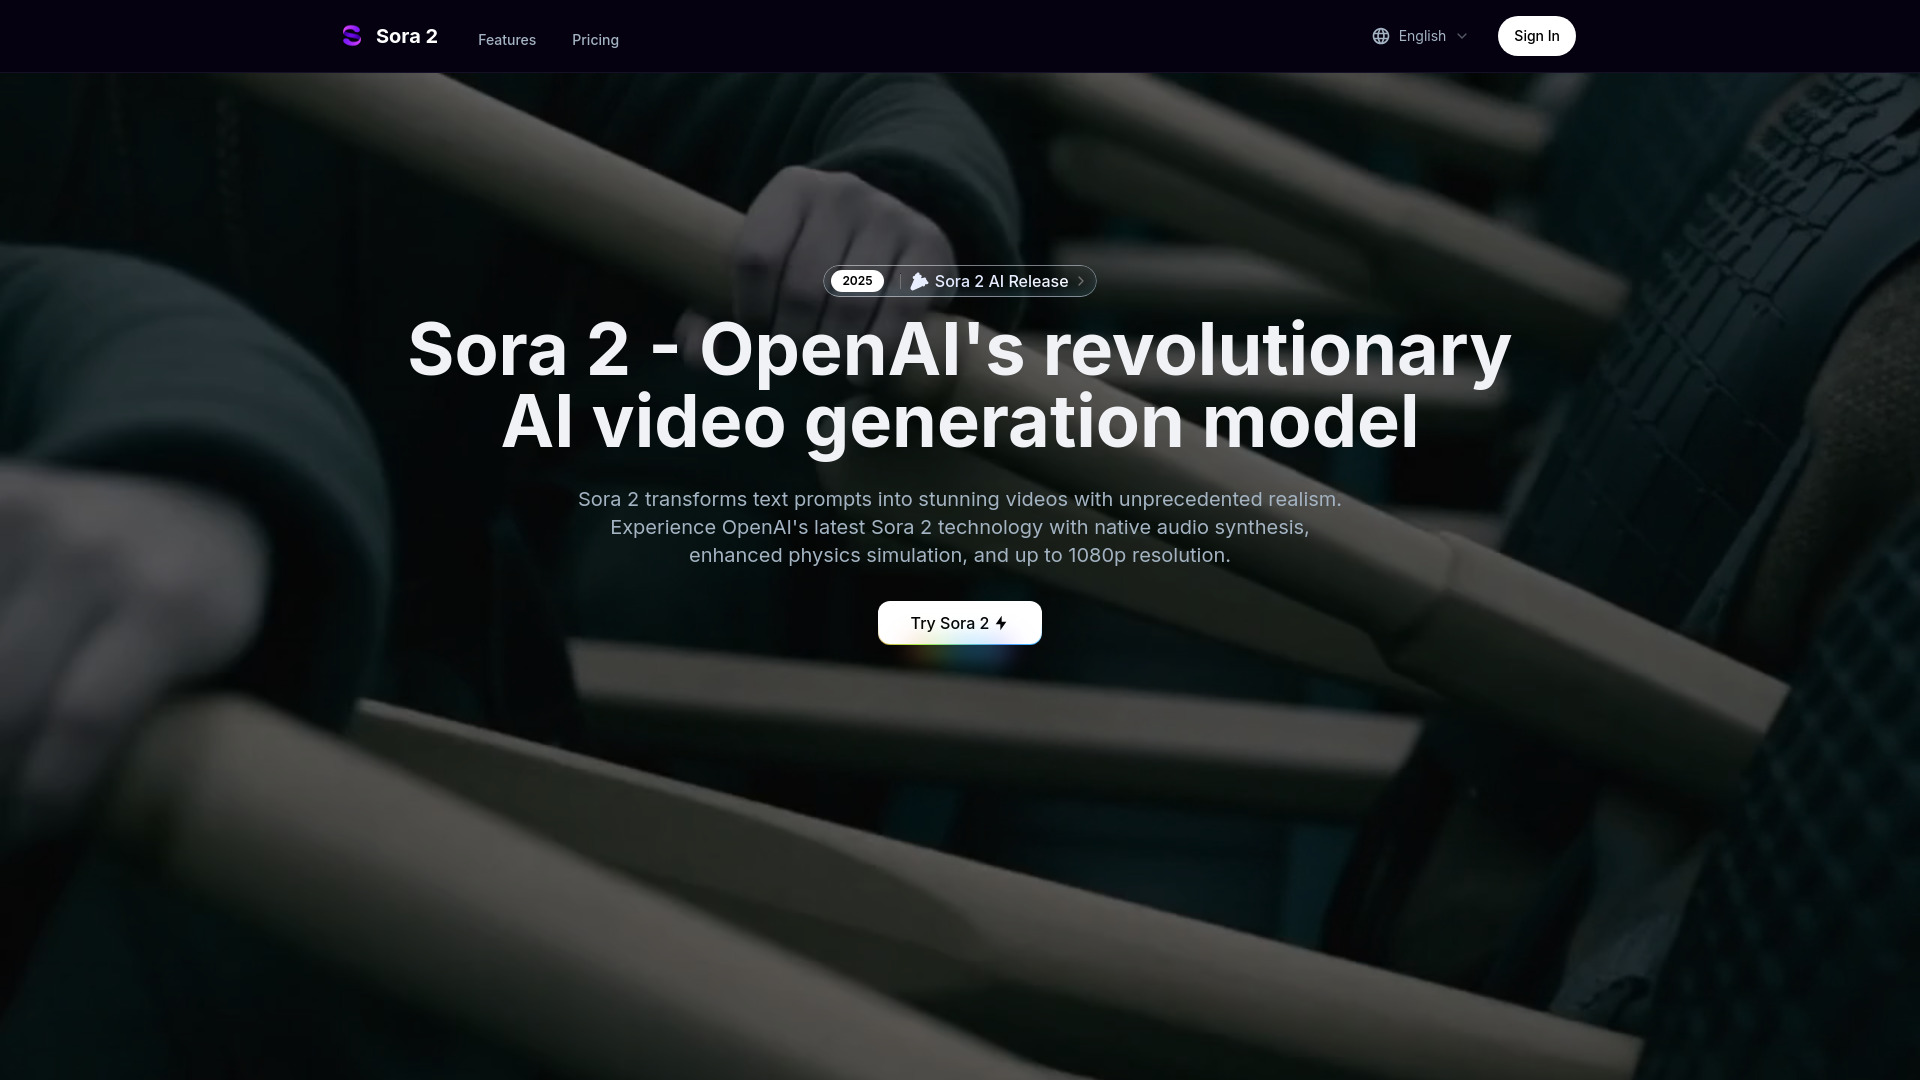 Sora 2
Features
Pricing
English
Sign In
2025
Sora 2 AI Release
Sora 2 - OpenAI's revolutionary
AI video generation model
Sora 2 transforms text prompts into stunning videos with unprecedented realism.
Experience OpenAI's latest Sora 2 technology with native audio synthesis,
enhanced physics simulation, and up to 1080p resolution.
Try Sora 2